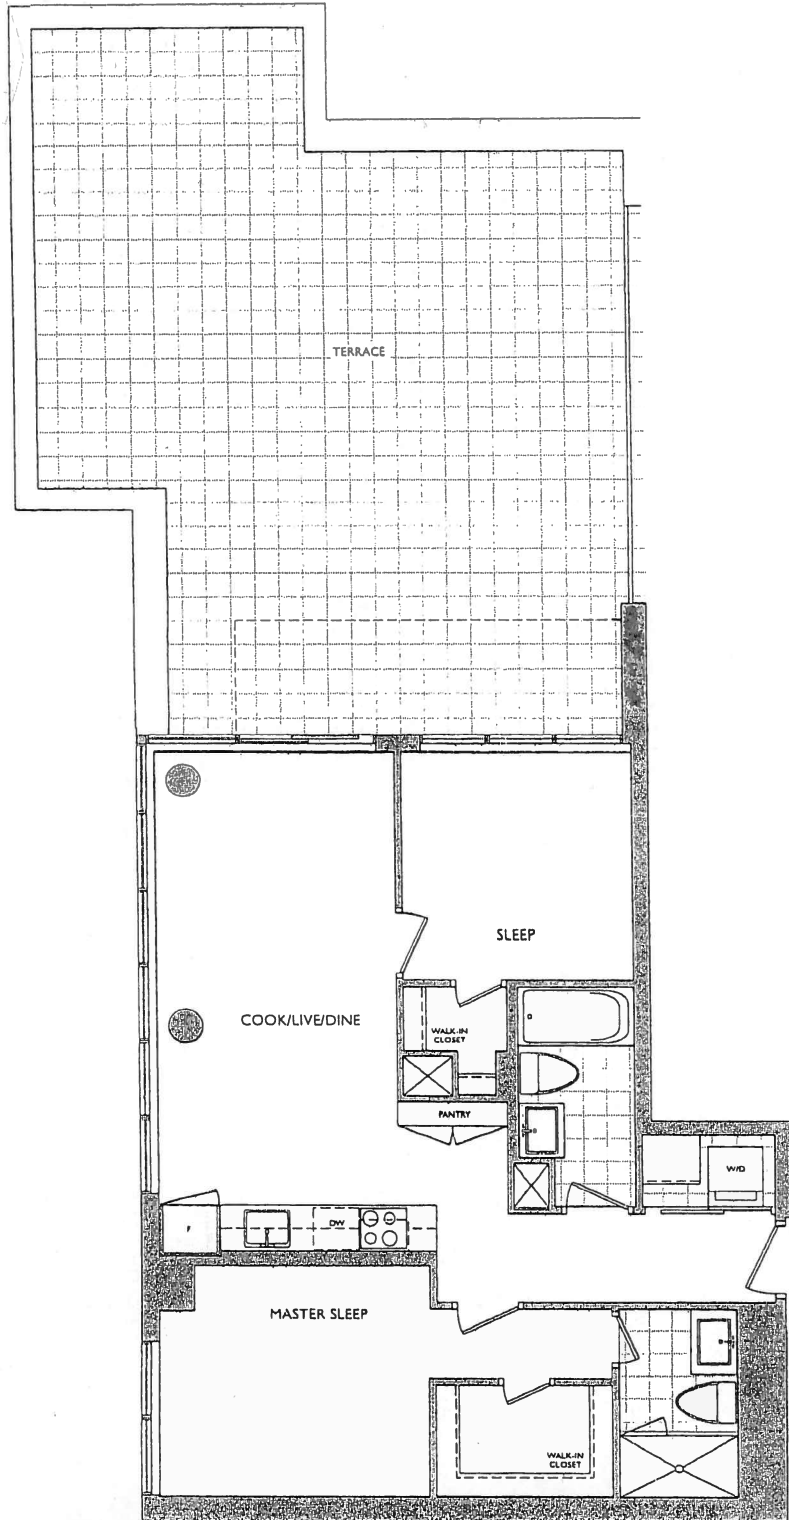 TERRACE
SLEEP
COOK/LIVE/DINE
WALK-IN
CLOSET
PANTRY
W/D
F
DW
MASTER SLEEP
WALK-IN
CLOSET